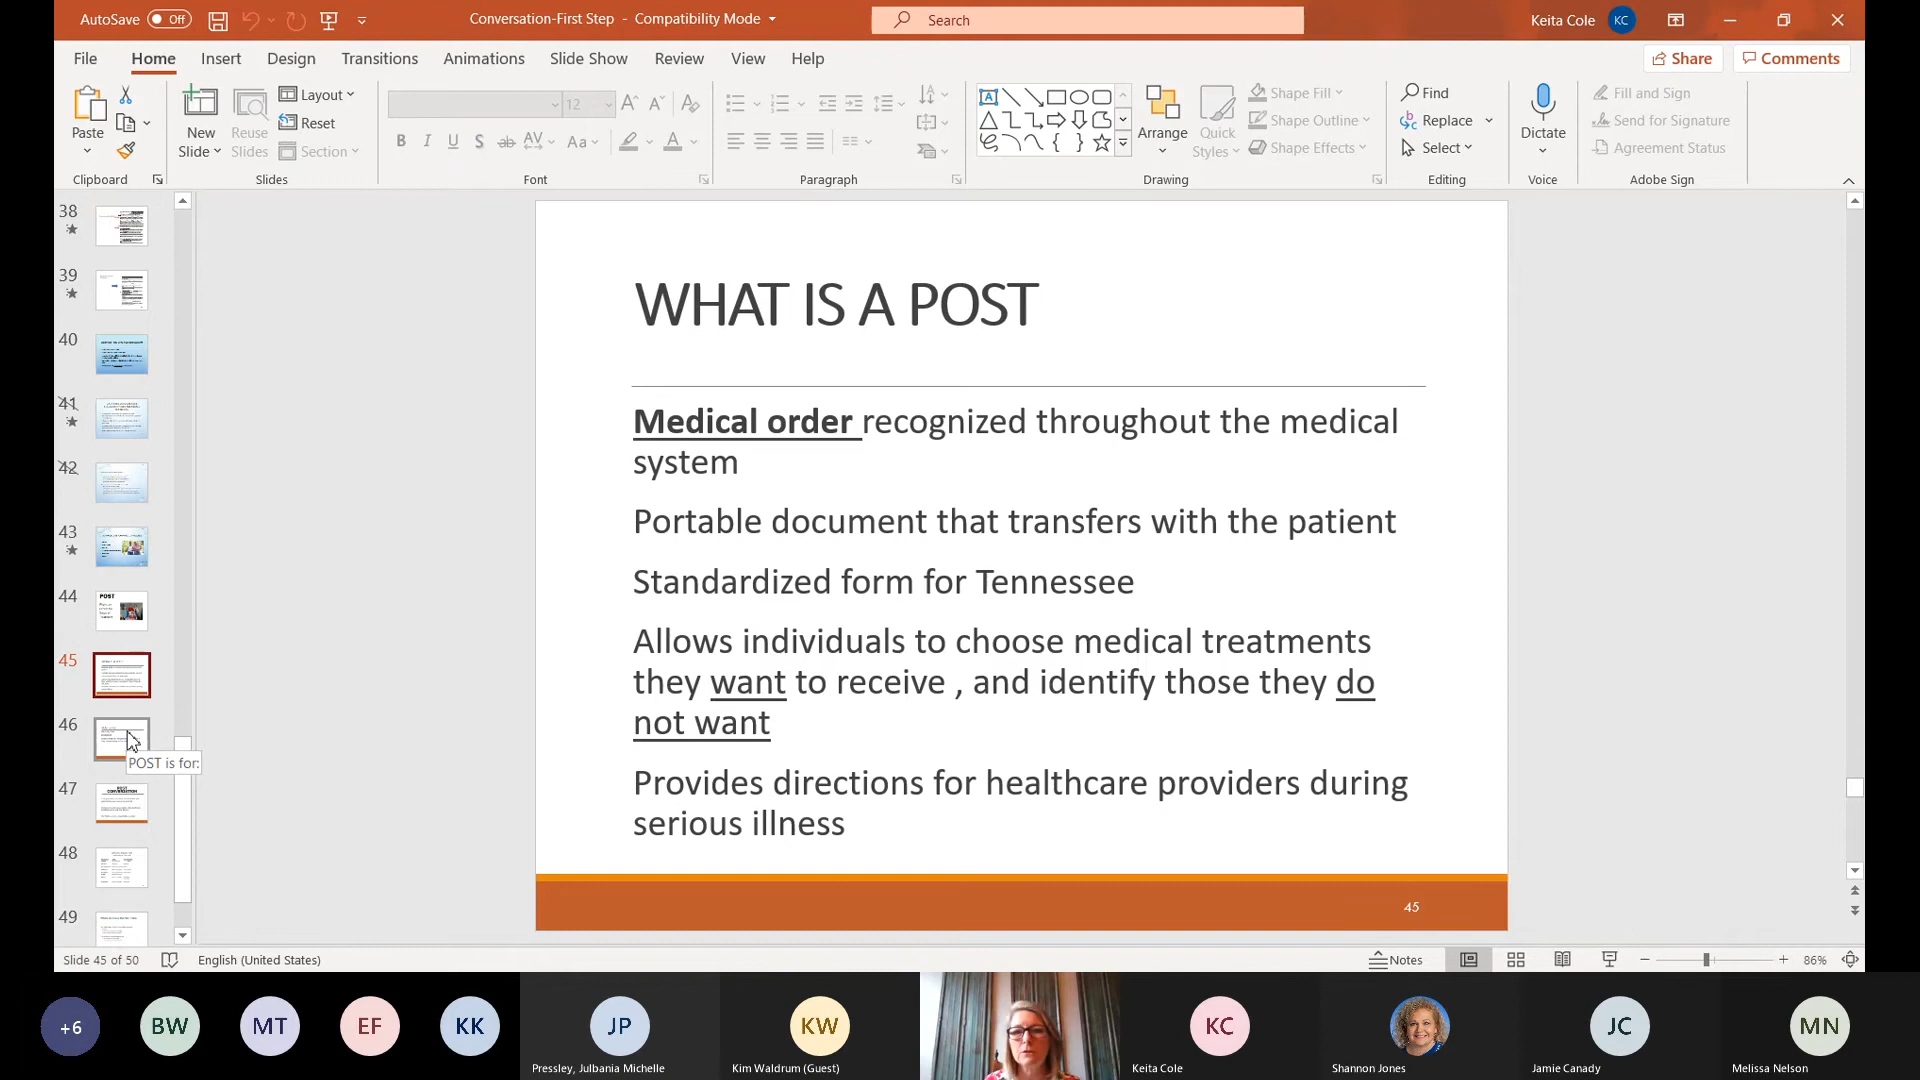 AutoSave Off
Conversation-First Step - Compatibility Mode
Search
Keita Cole KC
File Home Insert Design Transitions Animations Slide Show Review View Help
Share Comments
Paste
Clipboard
New
Slide
Reuse
Slides
Layout
Reset
Section
Slides
12
B I U S ab AV Aa A
Font
Paragraph
Arrange
Quick
Styles
Shape Fill
Shape Outline
Shape Effects
Drawing
Find
Replace
Select
Editing
Dictate
Voice
Fill and Sign
Send for Signature
Agreement Status
Adobe Sign
38
39
40
41
42
43
44
POST
45
46
POST is for:
47
48
49
WHAT IS A POST
Medical order recognized throughout the medical
system
Portable document that transfers with the patient
Standardized form for Tennessee
Allows individuals to choose medical treatments
they want to receive , and identify those they do
not want
Provides directions for healthcare providers during
serious illness
45
Slide 45 of 50
English (United States)
Notes
86%
+6
BW
MT
EF
KK
JP
Pressley, Julbania Michelle
KW
Kim Waldrum (Guest)
KC
Keita Cole
Shannon Jones
JC
Jamie Canady
MN
Melissa Nelson